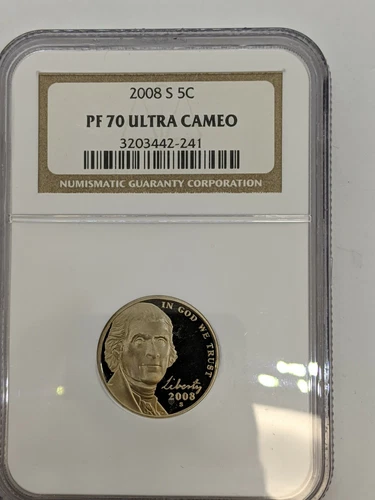 2008 S 5C
PF 70 ULTRA CAMEO
3203442-241
NUMISMATIC GUARANTY CORPORATION
IN GOD WE TRUST
Liberty
2008
S